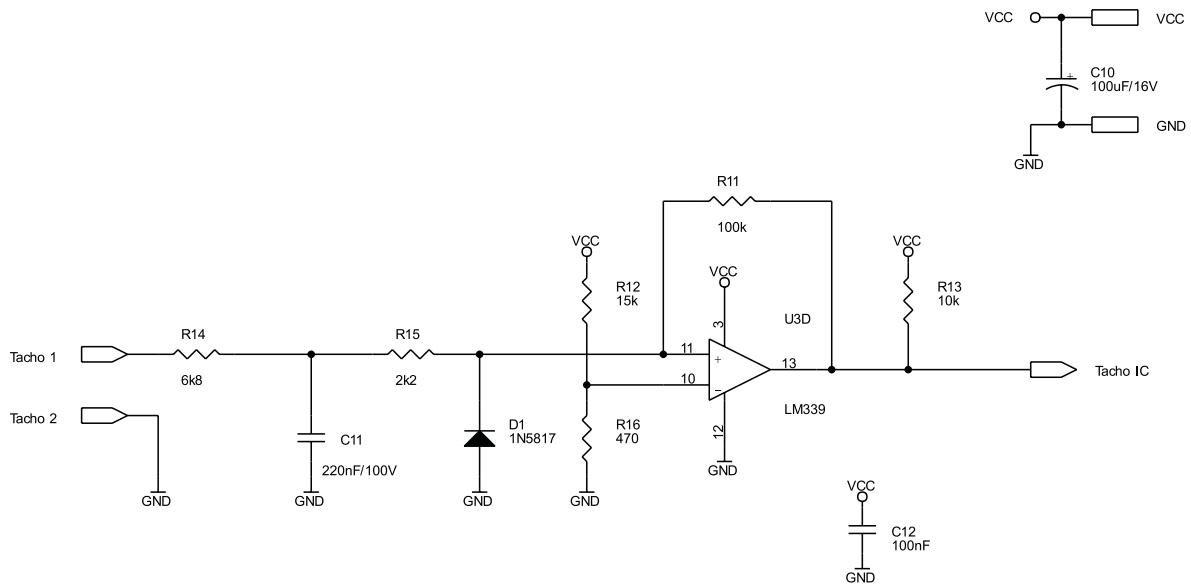 VCC
VCC
C10
+
100uF/16V
GND
GND
R11
100k
VCC
VCC
VCC
R12
15k
R13
10k
3
U3D
R14
R15
Tacho 1
11
+
13
Tacho IC
6k8
2k2
10
−
LM339
Tacho 2
12
C11
220nF/100V
D1
1N5817
R16
470
GND
GND
GND
GND
GND
VCC
C12
100nF
GND